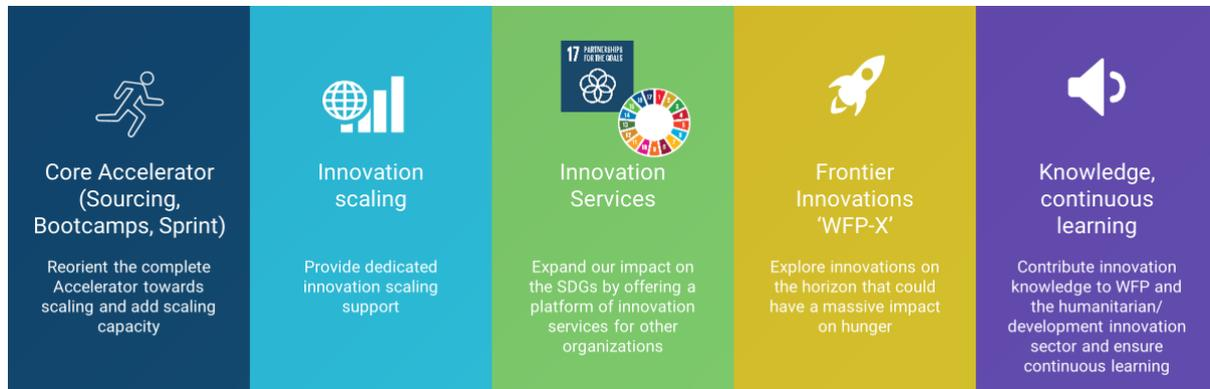 Core Accelerator
(Sourcing,
Bootcamps, Sprint)
Reorient the complete
Accelerator towards
scaling and add scaling
capacity
Innovation
scaling
Provide dedicated
innovation scaling
support
17 PARTNERSHIPS
FOR THE GOALS
Innovation
Services
Expand our impact on
the SDGs by offering a
platform of innovation
services for other
organizations
Frontier
Innovations
‘WFP-X’
Explore innovations on
the horizon that could
have a massive impact
on hunger
Knowledge,
continuous
learning
Contribute innovation
knowledge to WFP and
the humanitarian/
development innovation
sector and ensure
continuous learning